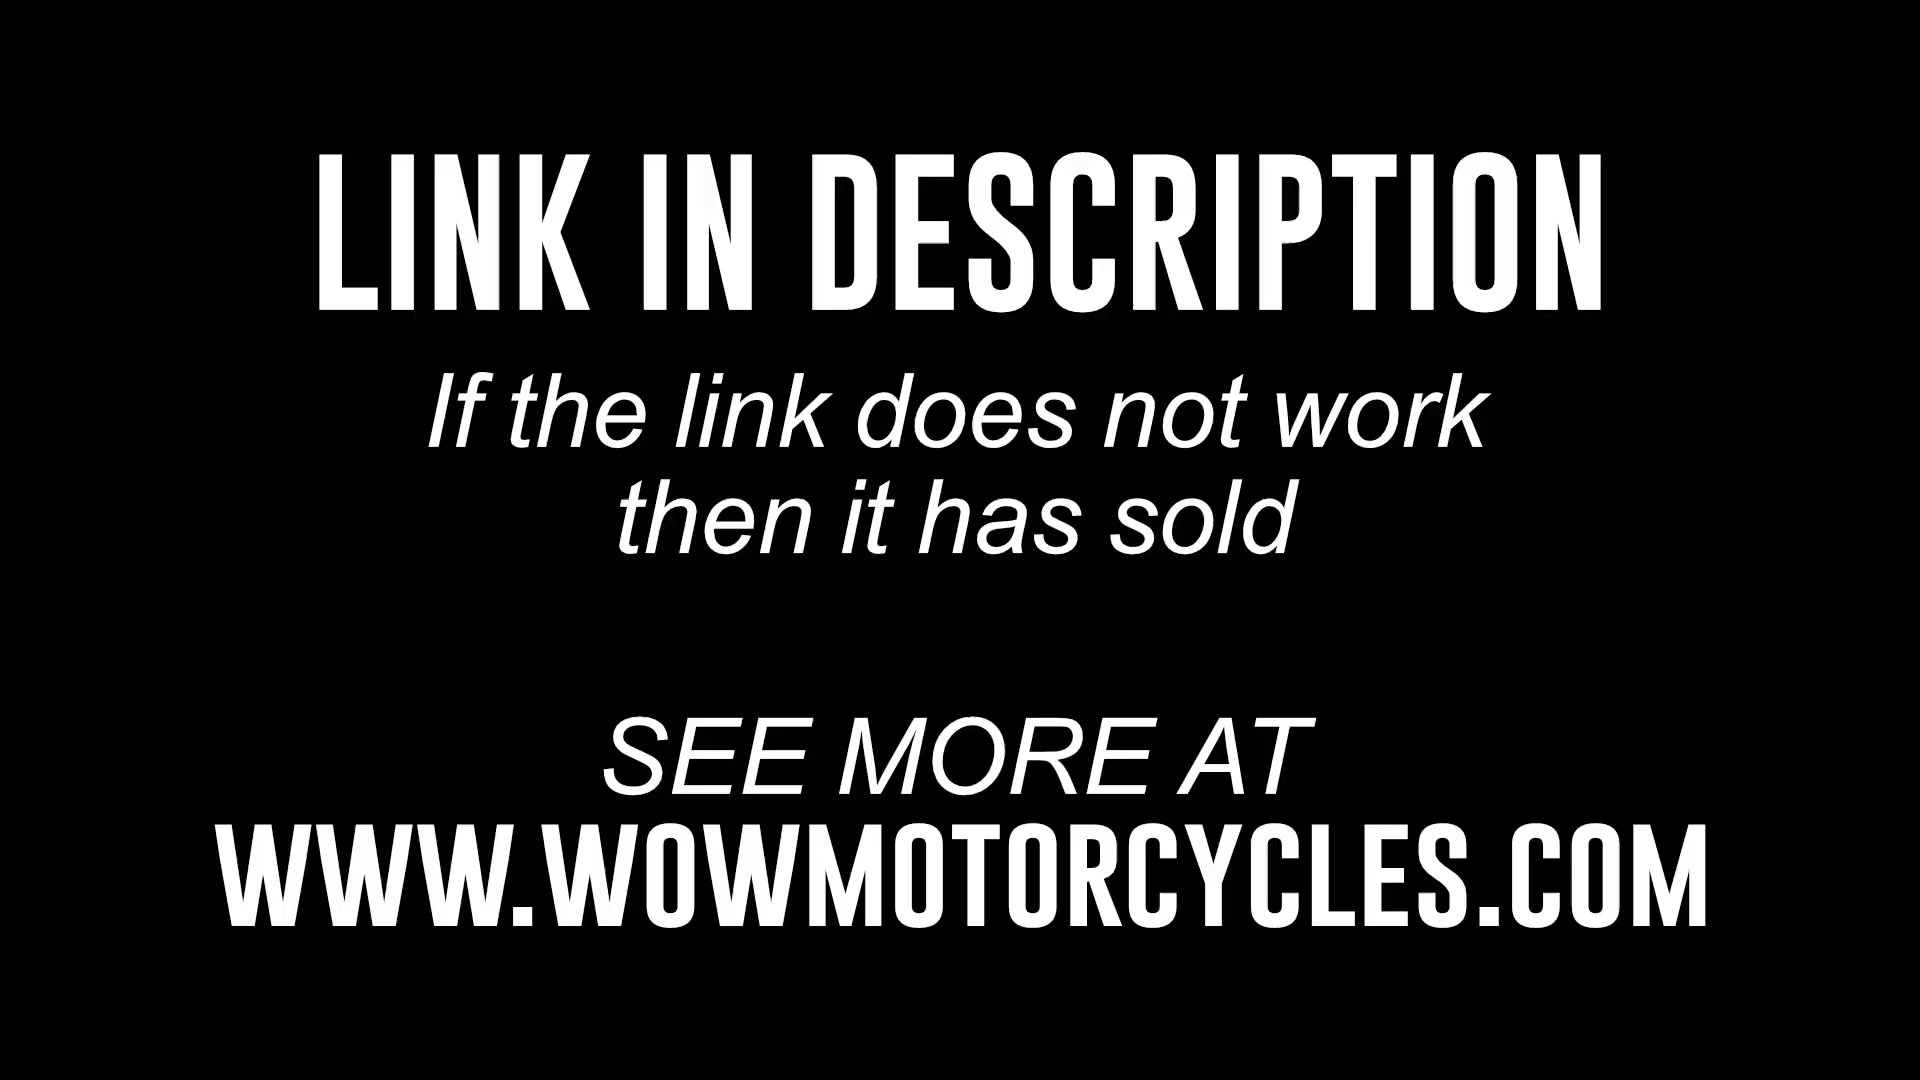 LINK IN DESCRIPTION
If the link does not work
then it has sold
SEE MORE AT
WWW.WOWMOTORCYCLES.COM